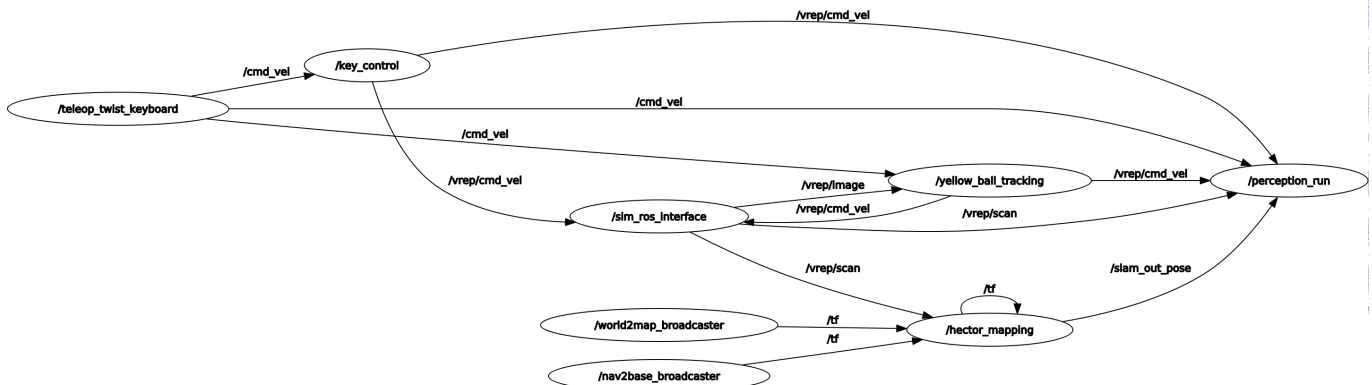 /vrep/cmd_vel
/key_control
/cmd_vel
/teleop_twist_keyboard
/cmd_vel
/cmd_vel
/vrep/cmd_vel
/yellow_ball_tracking
/vrep/cmd_vel
/perception_run
/vrep/image
/vrep/cmd_vel
/sim_ros_interface
/vrep/scan
/vrep/scan
/slam_out_pose
/tf
/world2map_broadcaster
/tf
/hector_mapping
/tf
/nav2base_broadcaster